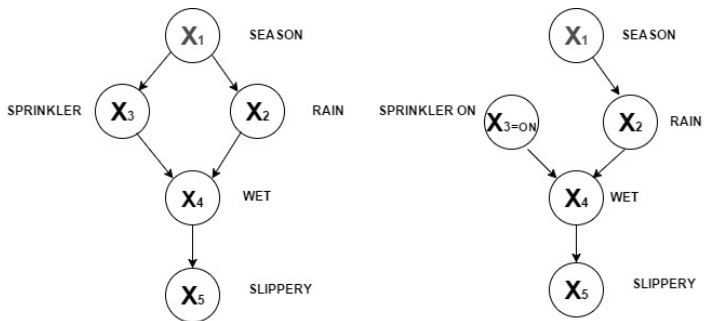 X1 SEASON
SPRINKLER X3 X2 RAIN
X4 WET
X5 SLIPPERY
X1 SEASON
SPRINKLER ON X3=ON X2 RAIN
X4 WET
X5 SLIPPERY